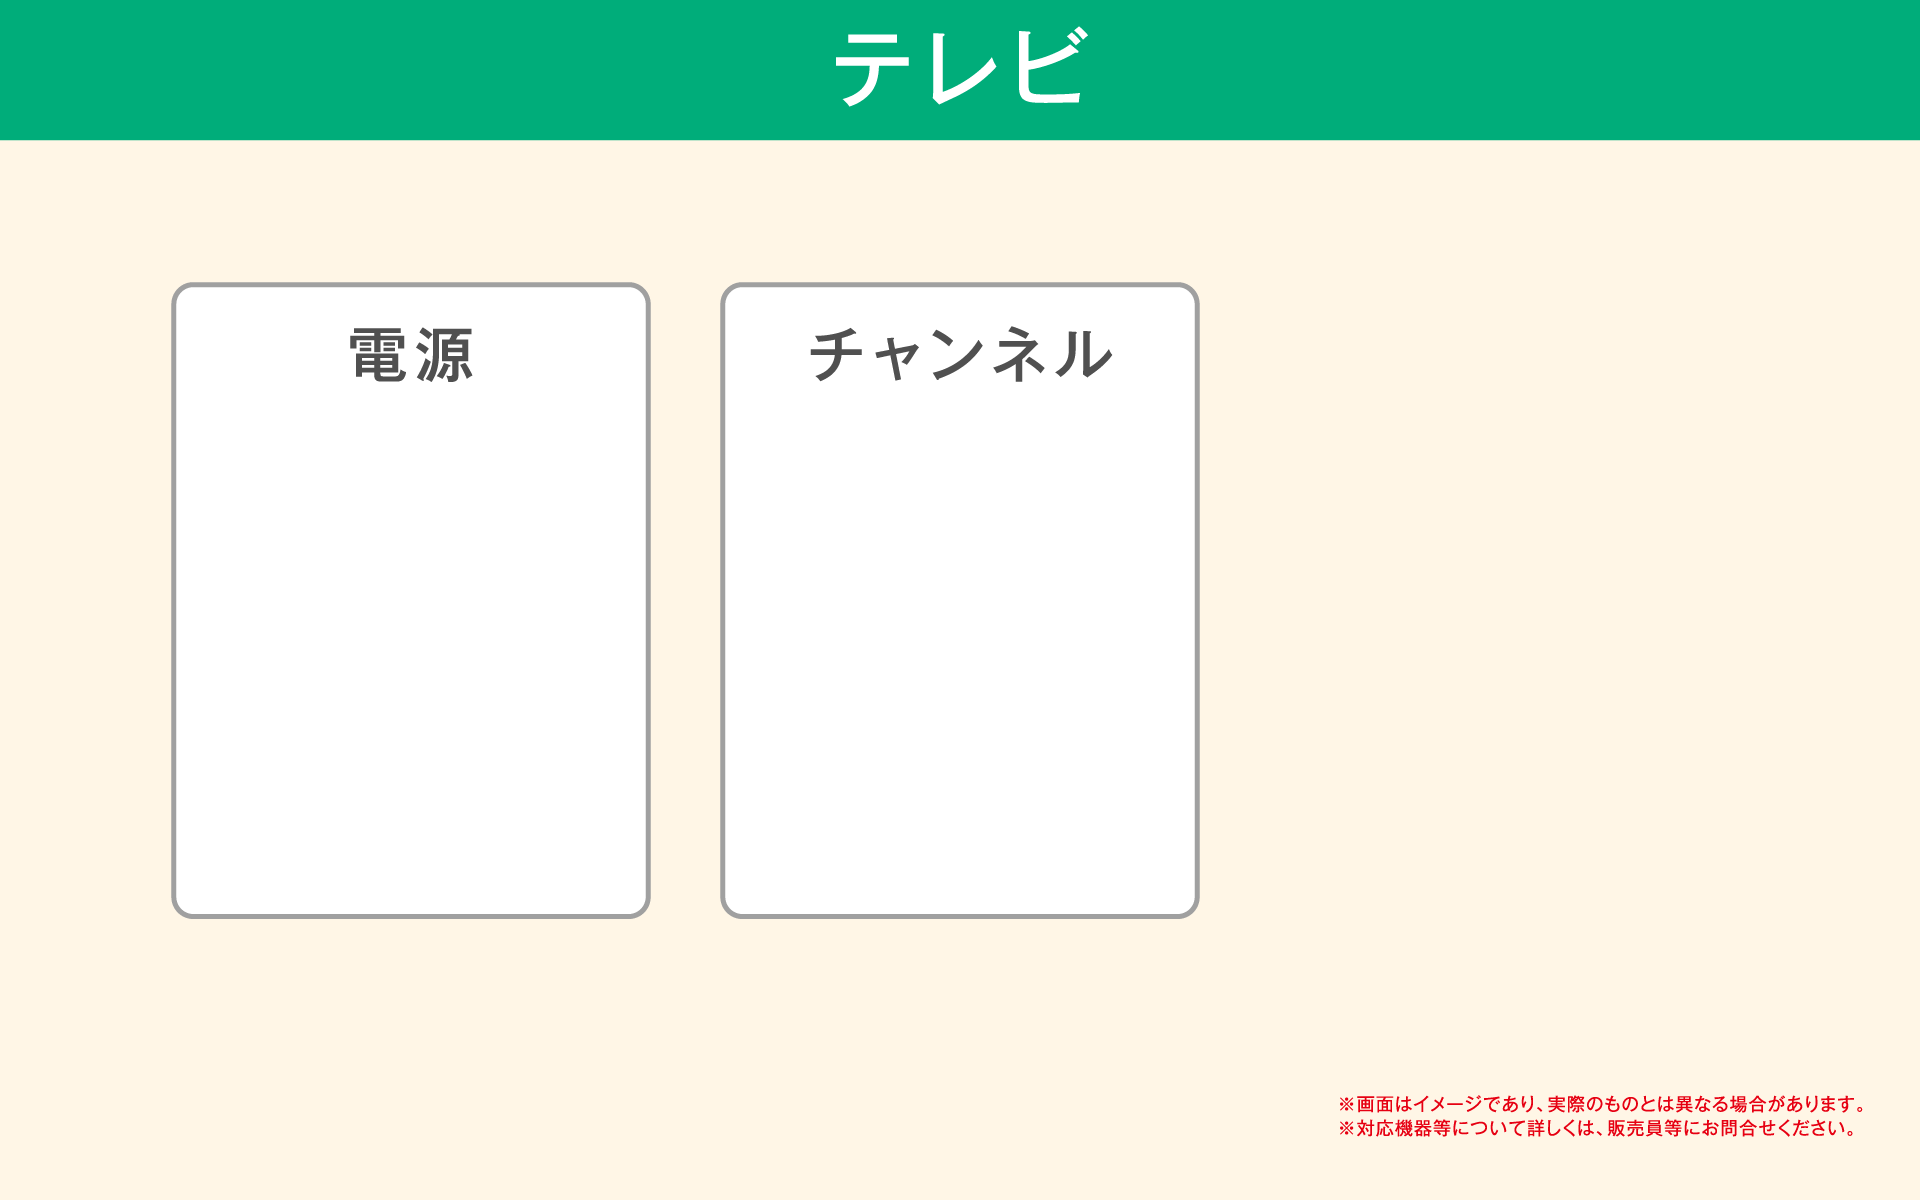 テレビ
電源
チャンネル
※画面はイメージであり、実際のものとは異なる場合があります。
※対応機器等について詳しくは、販売員等にお問合せください。